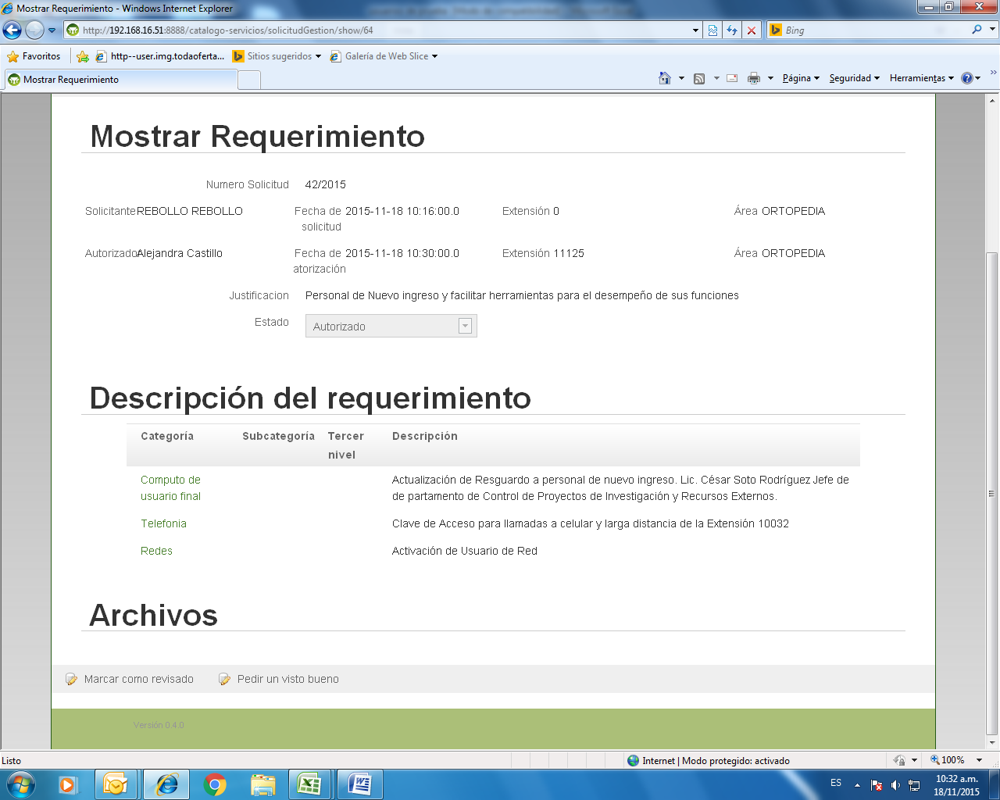 Mostrar Requerimiento - Windows Internet Explorer
http://192.168.16.51:8888/catalogo-servicios/solicitudGestion/show/64
Bing
Favoritos
http--user.img.todaoferta...
Sitios sugeridos
Galería de Web Slice
Mostrar Requerimiento
Página
Seguridad
Herramientas
Mostrar Requerimiento
Numero Solicitud 42/2015
Solicitante REBOLLO REBOLLO Fecha de solicitud 2015-11-18 10:16:00.0 Extensión 0 Área ORTOPEDIA
Autorizado Alejandra Castillo Fecha de atorización 2015-11-18 10:30:00.0 Extensión 11125 Área ORTOPEDIA
Justificacion Personal de Nuevo ingreso y facilitar herramientas para el desempeño de sus funciones
Estado Autorizado
Descripción del requerimiento
Categoría Subcategoría Tercer nivel Descripción
Computo de usuario final Actualización de Resguardo a personal de nuevo ingreso. Lic. César Soto Rodríguez Jefe de
de partamento de Control de Proyectos de Investigación y Recursos Externos.
Telefonia Clave de Acceso para llamadas a celular y larga distancia de la Extensión 10032
Redes Activación de Usuario de Red
Archivos
Marcar como revisado
Pedir un visto bueno
Versión 0.4.0
Listo
Internet | Modo protegido: activado
100%
ES
10:32 a.m.
18/11/2015